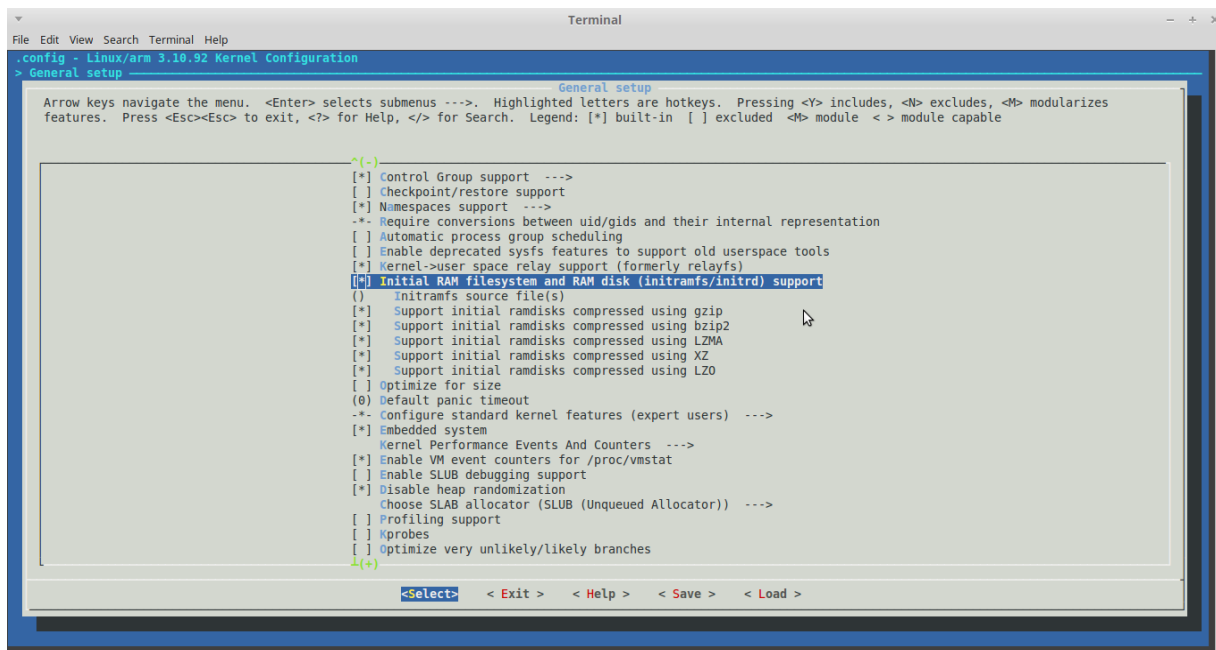 Terminal
File Edit View Search Terminal Help
.config - Linux/arm 3.10.92 Kernel Configuration
> General setup
General setup
Arrow keys navigate the menu. <Enter> selects submenus --->. Highlighted letters are hotkeys. Pressing <Y> includes, <N> excludes, <M> modularizes
features. Press <Esc><Esc> to exit, <?> for Help, </> for Search. Legend: [*] built-in [ ] excluded <M> module < > module capable
^(-)
[*] Control Group support --->
[ ] Checkpoint/restore support
[*] Namespaces support --->
-*- Require conversions between uid/gids and their internal representation
[ ] Automatic process group scheduling
[ ] Enable deprecated sysfs features to support old userspace tools
[*] Kernel->user space relay support (formerly relayfs)
[*] Initial RAM filesystem and RAM disk (initramfs/initrd) support
() Initramfs source file(s)
[*] Support initial ramdisks compressed using gzip
[*] Support initial ramdisks compressed using bzip2
[*] Support initial ramdisks compressed using LZMA
[*] Support initial ramdisks compressed using XZ
[*] Support initial ramdisks compressed using LZO
[ ] Optimize for size
(0) Default panic timeout
-*- Configure standard kernel features (expert users) --->
[*] Embedded system
Kernel Performance Events And Counters --->
[*] Enable VM event counters for /proc/vmstat
[ ] Enable SLUB debugging support
[*] Disable heap randomization
Choose SLAB allocator (SLUB (Unqueued Allocator)) --->
[ ] Profiling support
[ ] Kprobes
[ ] Optimize very unlikely/likely branches
┴(+)
<Select> < Exit > < Help > < Save > < Load >